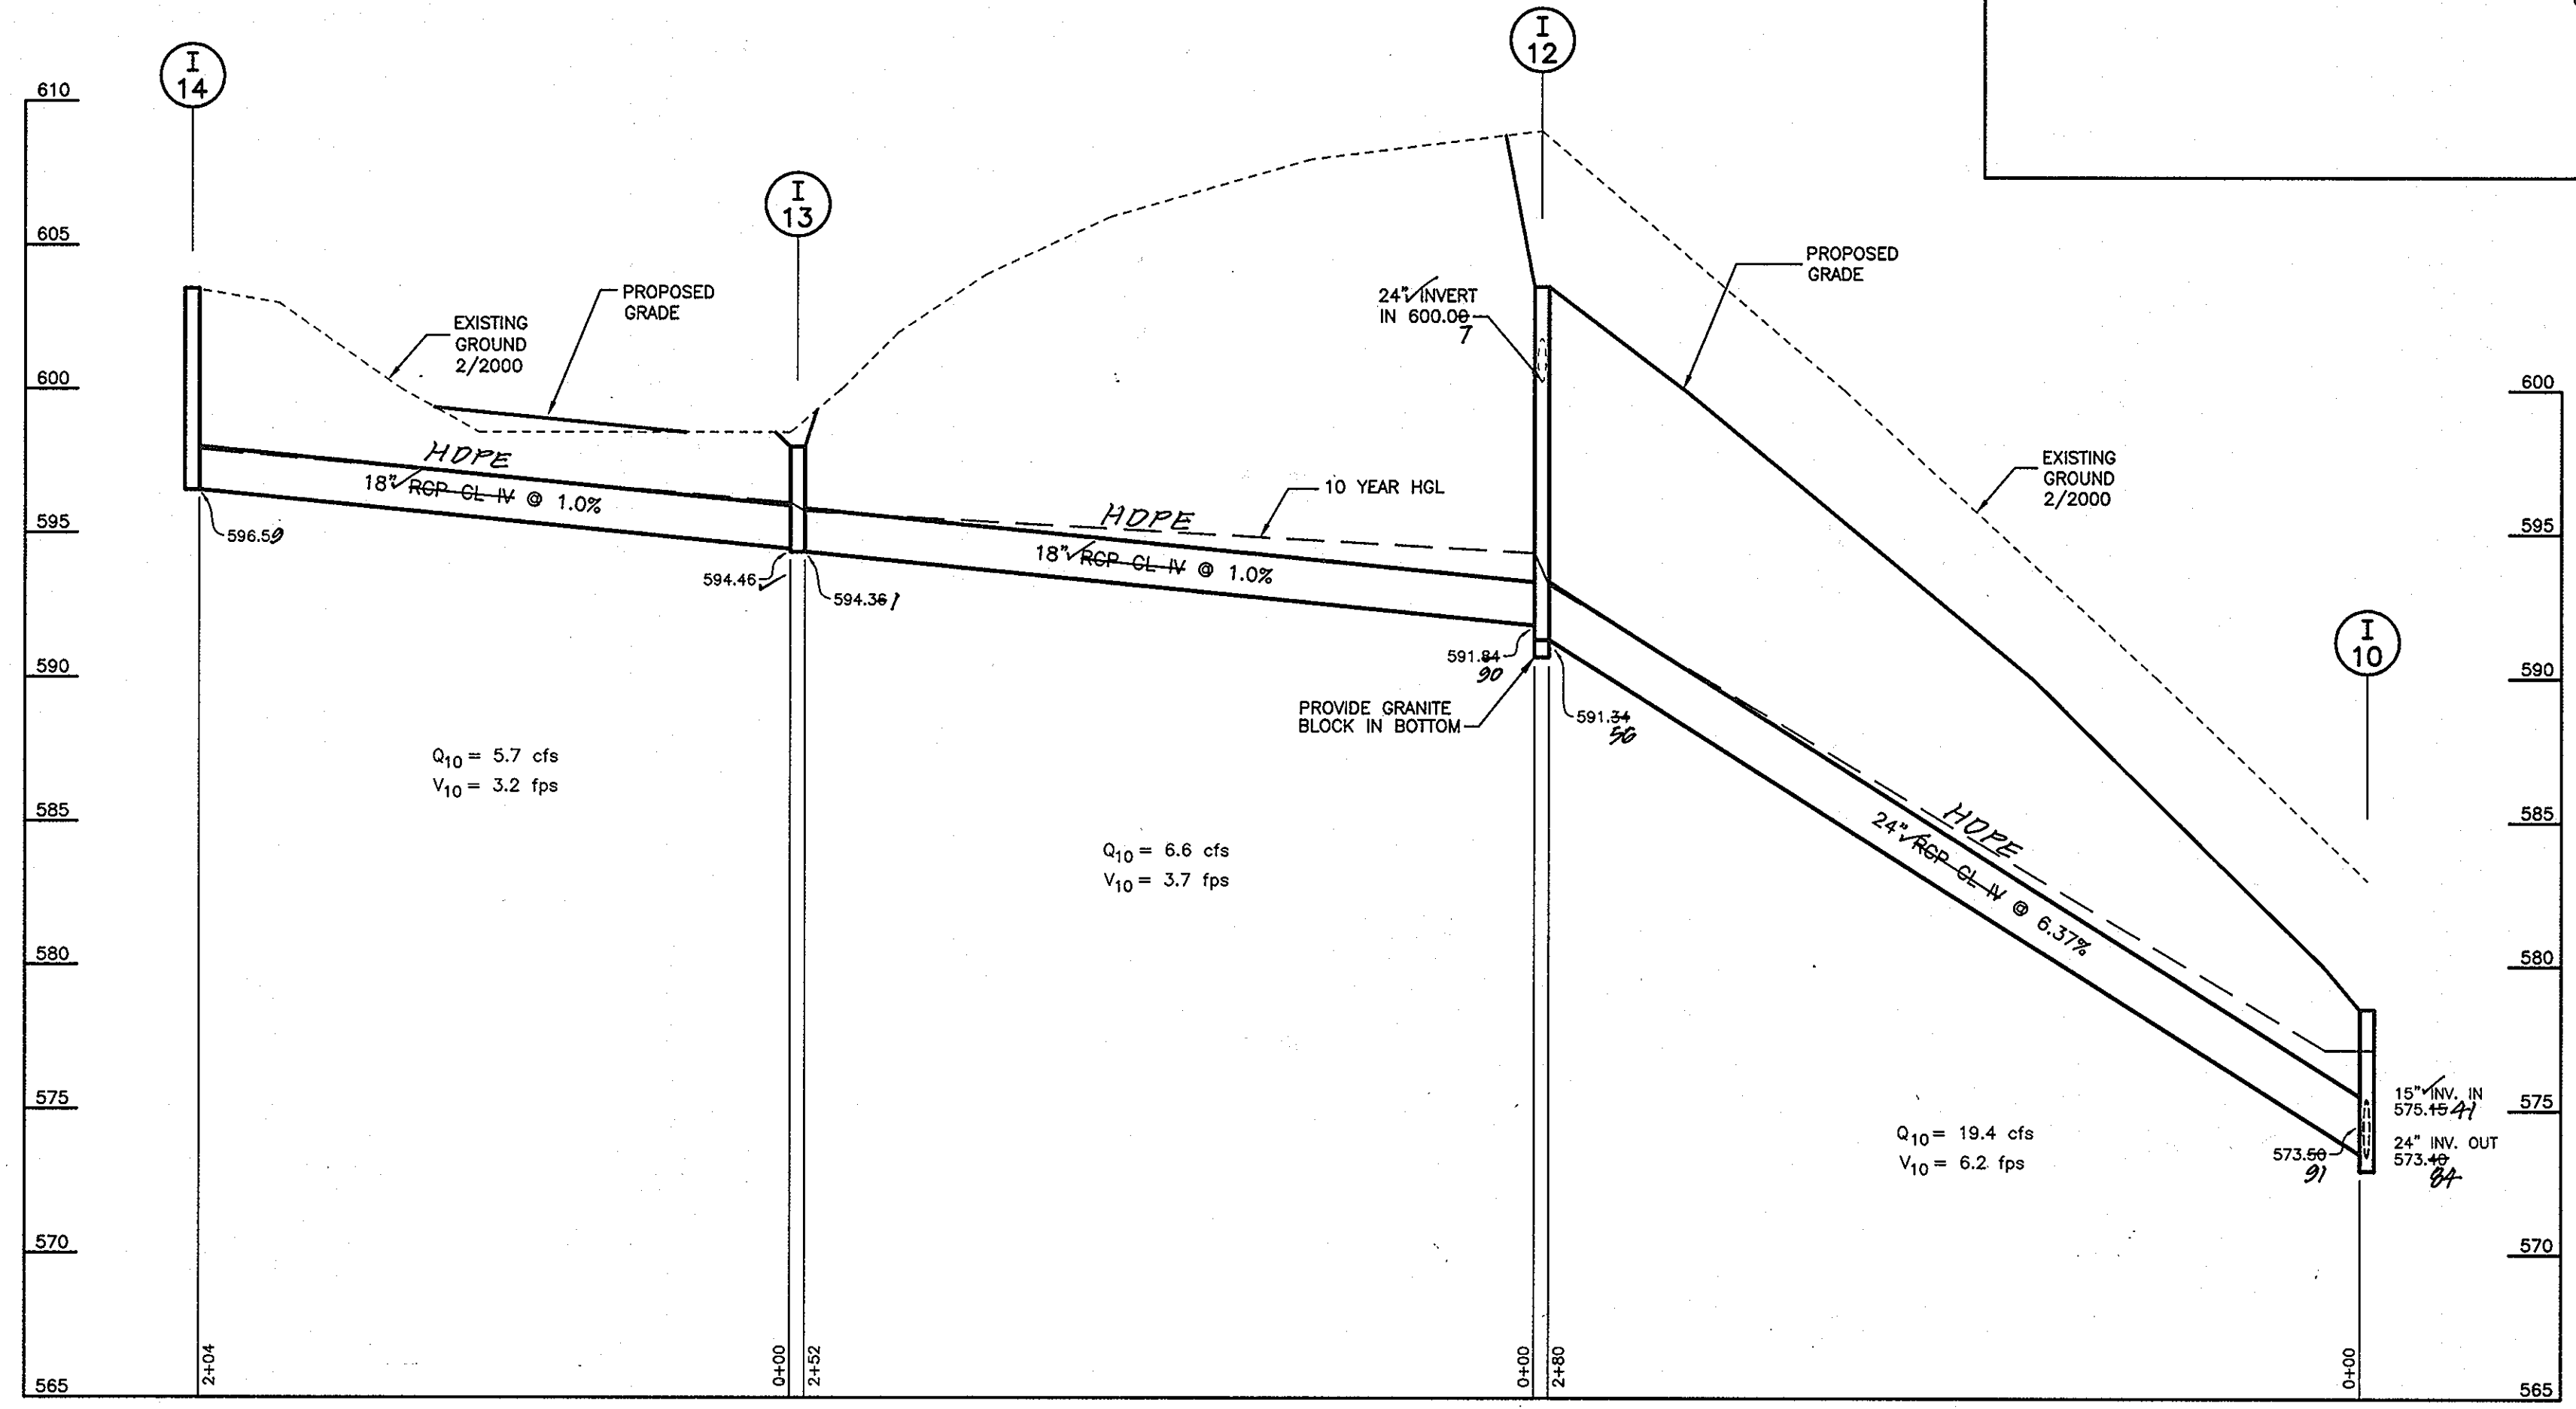 I
14
I
13
I
12
I
10
610
605
600
595
590
585
580
575
570
565
600
595
590
585
580
575
570
565
EXISTING
GROUND
2/2000
PROPOSED
GRADE
24" INVERT
IN 600.00
7
PROPOSED
GRADE
EXISTING
GROUND
2/2000
10 YEAR HGL
HDPE
18" RCP CL IV @ 1.0%
HDPE
18" RCP CL IV @ 1.0%
HDPE
24" RCP CL IV @ 6.37%
596.59
594.46
594.361
591.84
90
591.34
56
PROVIDE GRANITE
BLOCK IN BOTTOM
Q10 = 5.7 cfs
V10 = 3.2 fps
Q10 = 6.6 cfs
V10 = 3.7 fps
Q10 = 19.4 cfs
V10 = 6.2 fps
573.50
91
15" INV. IN
575.15 41
24" INV. OUT
573.40
84
2+04
0+00
2+52
0+00
2+80
0+00